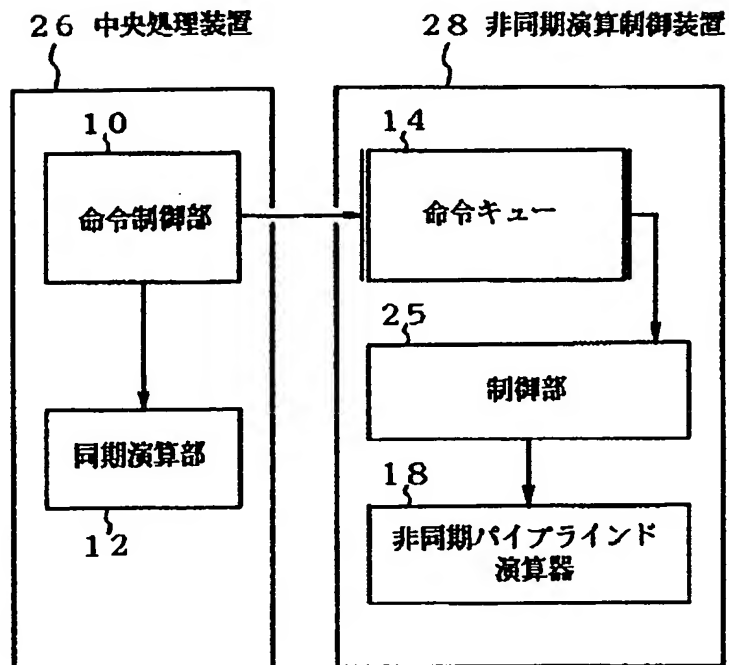 26 中央処理装置
28 非同期演算制御装置
10
命令制御部
14
命令キュー
25
制御部
同期演算部
12
18
非同期パイプラインド
演算器